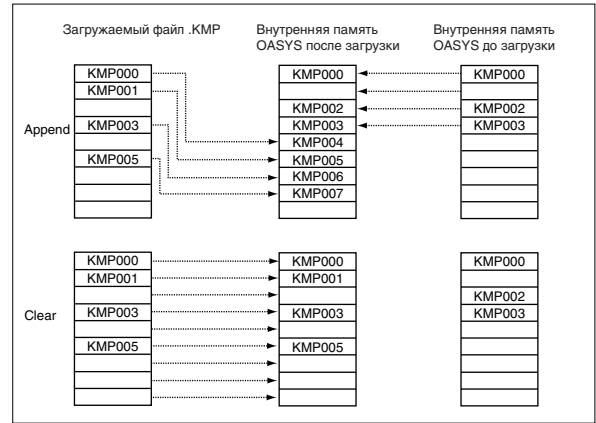 Загружаемый файл .KMP
Внутренняя память
OASYS после загрузки
Внутренняя память
OASYS до загрузки
Append
KMP000
KMP001
KMP003
KMP005
KMP000
KMP002
KMP003
KMP004
KMP005
KMP006
KMP007
KMP000
KMP002
KMP003
Clear
KMP000
KMP001
KMP003
KMP005
KMP000
KMP001
KMP003
KMP005
KMP000
KMP002
KMP003